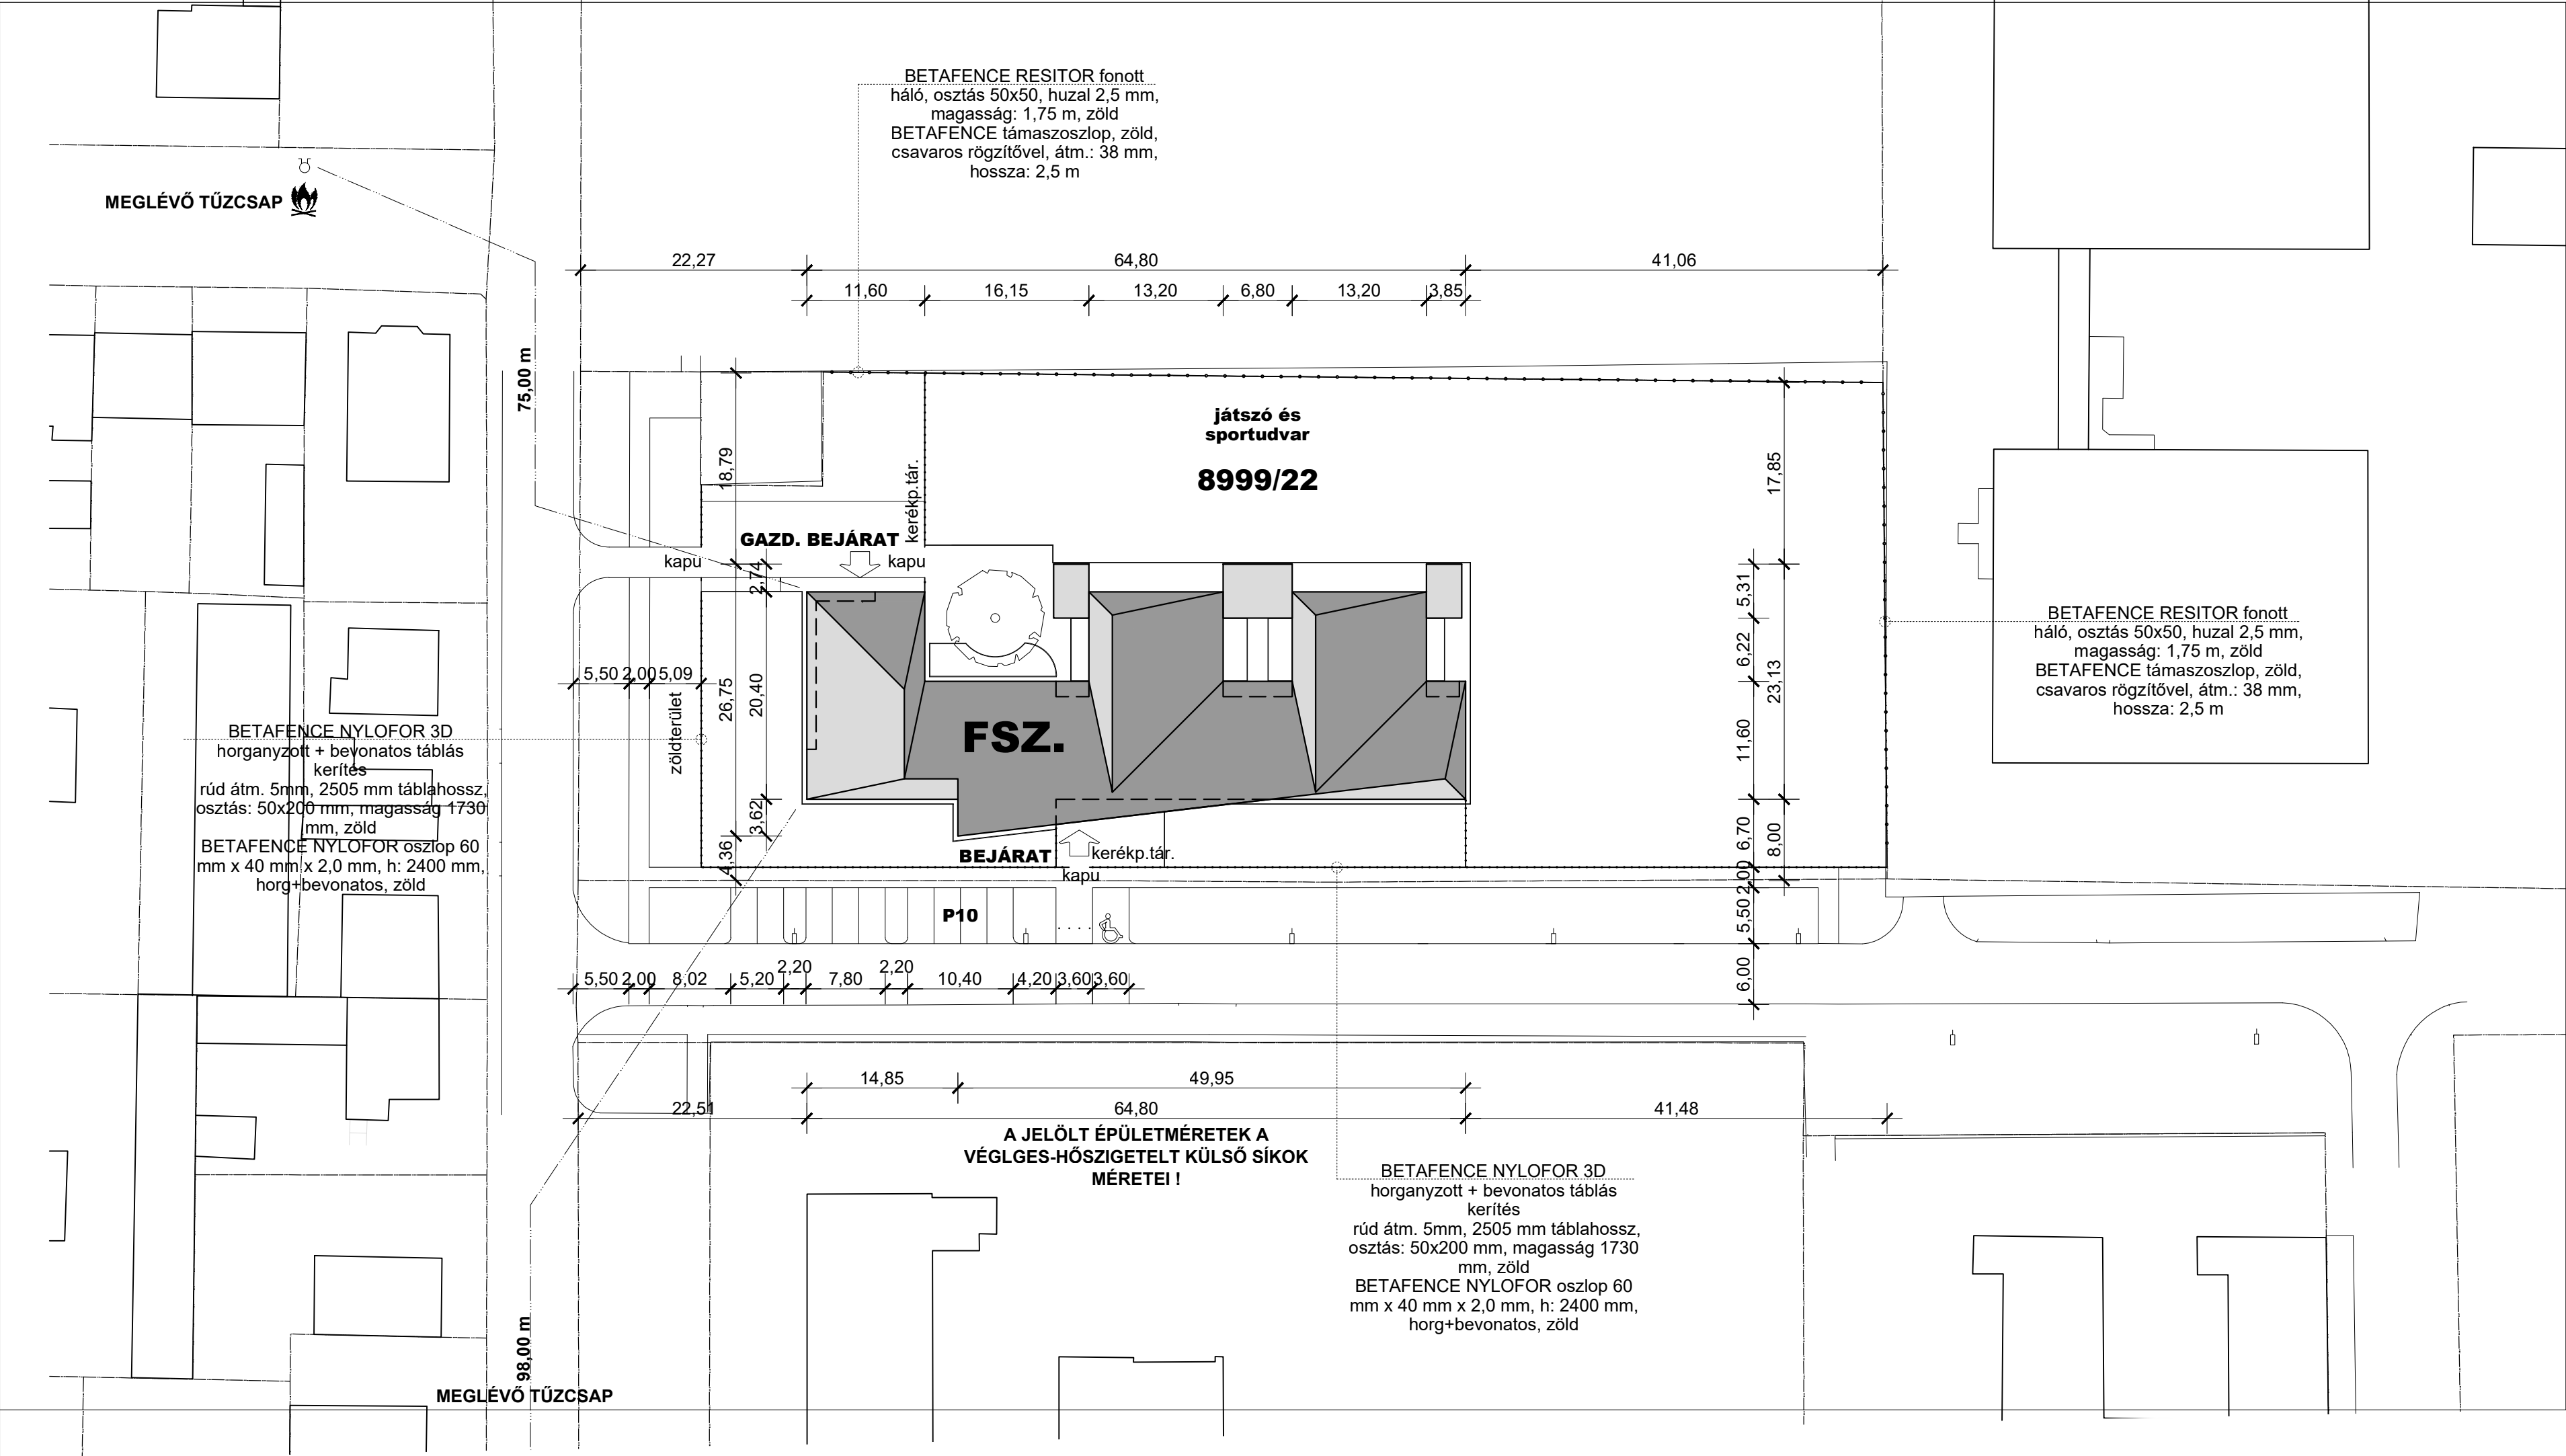 BETAFENCE RESITOR fonott
háló, osztás 50x50, huzal 2,5 mm,
magasság: 1,75 m, zöld
BETAFENCE támaszoszlop, zöld,
csavaros rögzítővel, átm.: 38 mm,
hossza: 2,5 m
MEGLÉVŐ TŰZCSAP
22,27
64,80
41,06
11,60
16,15
13,20
6,80
13,20
3,85
75,00 m
játszó és
sportudvar
8999/22
18,79
kerékp.tár.
17,85
GAZD. BEJÁRAT
kapu
kapu
2,74
5,31
6,22
23,13
11,60
BETAFENCE RESITOR fonott
háló, osztás 50x50, huzal 2,5 mm,
magasság: 1,75 m, zöld
BETAFENCE támaszoszlop, zöld,
csavaros rögzítővel, átm.: 38 mm,
hossza: 2,5 m
5,50
2,00
5,09
zöldterület
26,75
20,40
FSZ.
BETAFENCE NYLOFOR 3D
horganyzott + bevonatos táblás
kerítés
rúd átm. 5mm, 2505 mm táblahossz,
osztás: 50x200 mm, magasság 1730
mm, zöld
BETAFENCE NYLOFOR oszlop 60
mm x 40 mm x 2,0 mm, h: 2400 mm,
horg+bevonatos, zöld
3,62
4,36
BEJÁRAT
kerékp.tár.
kapu
6,70
8,00
2,00
5,50
6,00
P10
5,50
2,00
8,02
5,20
2,20
7,80
2,20
10,40
4,20
3,60
3,60
14,85
49,95
22,51
64,80
41,48
A JELÖLT ÉPÜLETMÉRETEK A
VÉGLGES-HŐSZIGETELT KÜLSŐ SÍKOK
MÉRETEI !
BETAFENCE NYLOFOR 3D
horganyzott + bevonatos táblás
kerítés
rúd átm. 5mm, 2505 mm táblahossz,
osztás: 50x200 mm, magasság 1730
mm, zöld
BETAFENCE NYLOFOR oszlop 60
mm x 40 mm x 2,0 mm, h: 2400 mm,
horg+bevonatos, zöld
98,00 m
MEGLÉVŐ TŰZCSAP